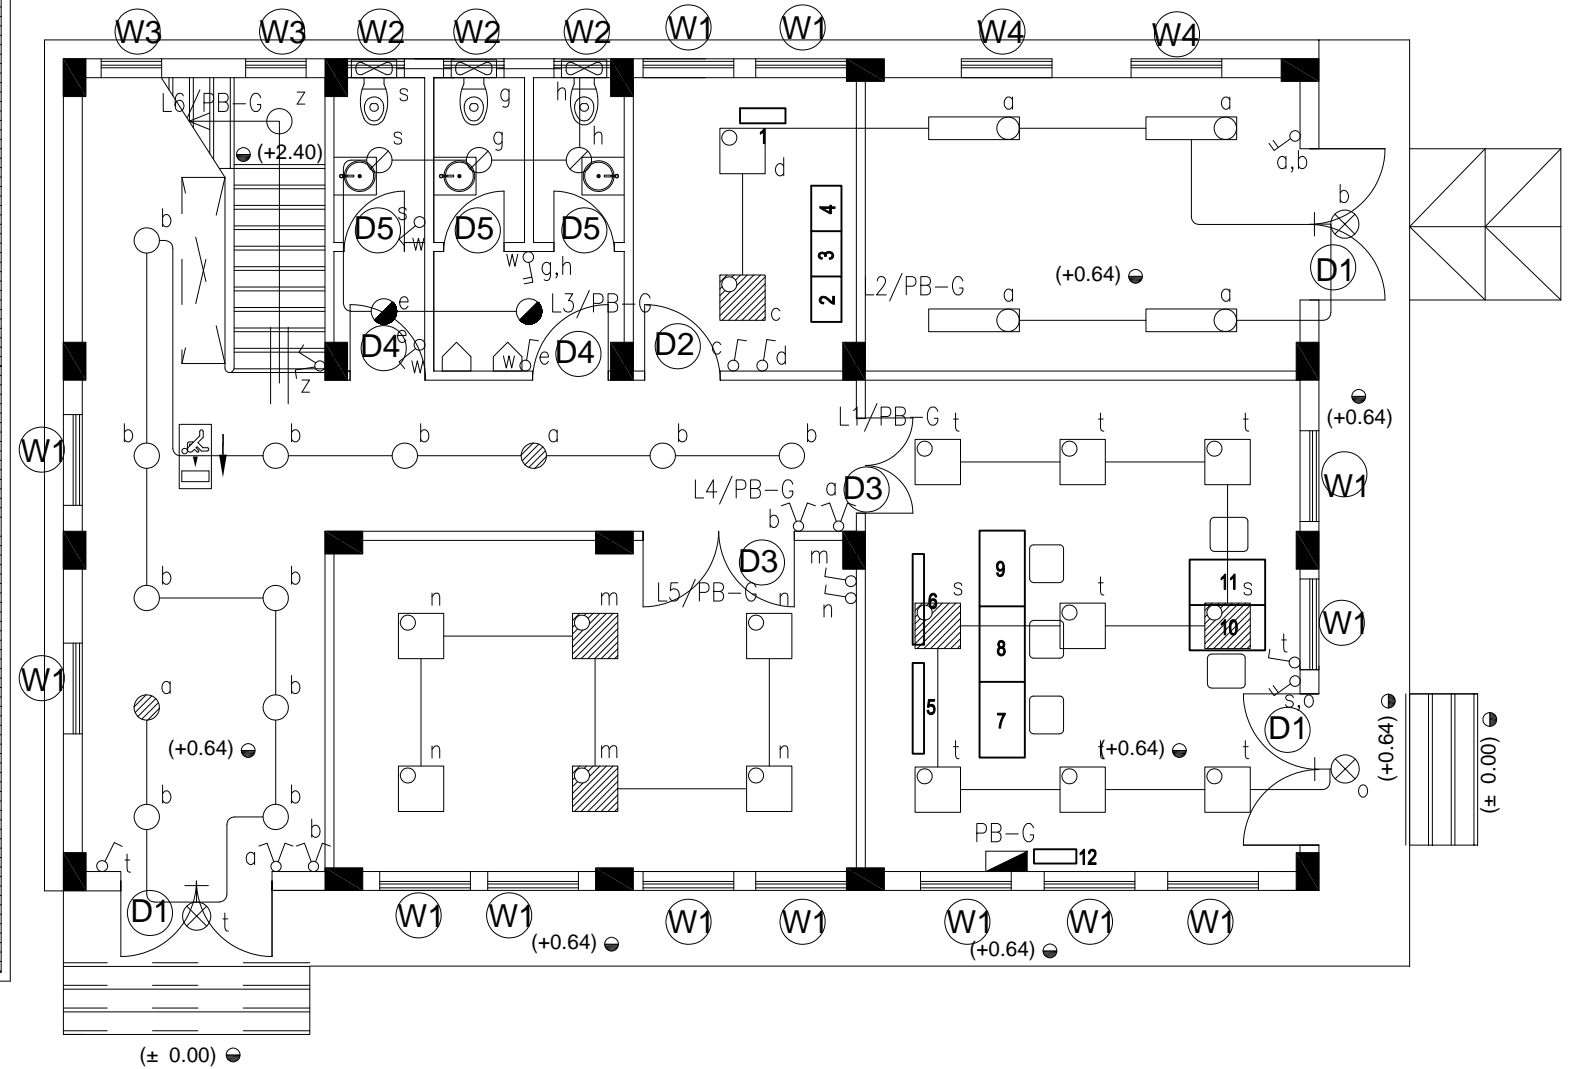 W3 W3 W2 W2 W2 W1 W1 W4 W4
L6/PB-G z s g h a a
1
(+2.40) s g h d a,b
b D5 s D5 D5 4 b
w w g,h 3 D1
L2/PB-G (+0.64)
e L3/PB-G 2 c a a
D4 e w w e D4 D2 c d
z (+0.64)
L1/PB-G t t t
W1 b b b a b b
L4/PB-G a D3 W1
b
D3 m 9 11
L5/PB-G n
b b n m n 6 s t s
10
8 W1
W1 a b t
5 7 s,o
D1
(+0.64) n m n t (+0.64) t t (+0.64) (± 0.00)
b b o
t a b PB-G
12
D1 t W1 W1 W1 W1 W1 W1 W1
(+0.64) (+0.64)
(± 0.00)